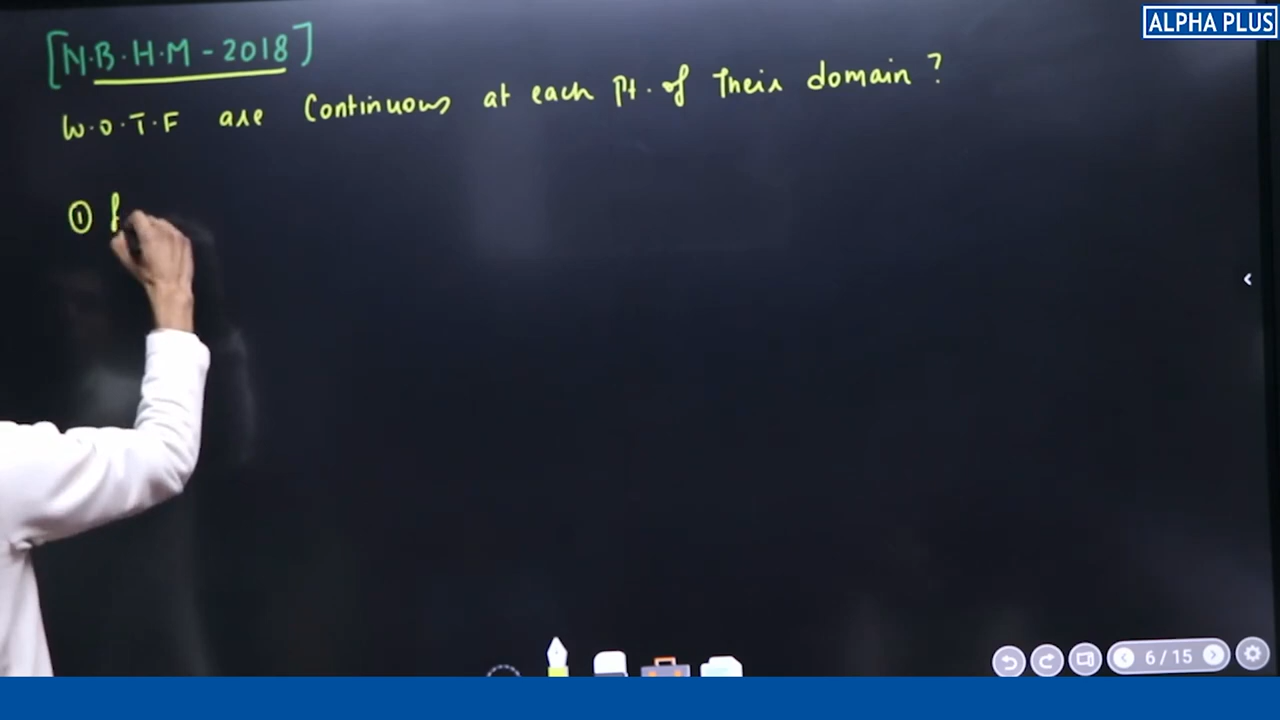 ALPHA PLUS
[N.B.H.M - 2018]
W.O.T.F are Continuous at each Pt. of Their domain ?
① f
6 / 15